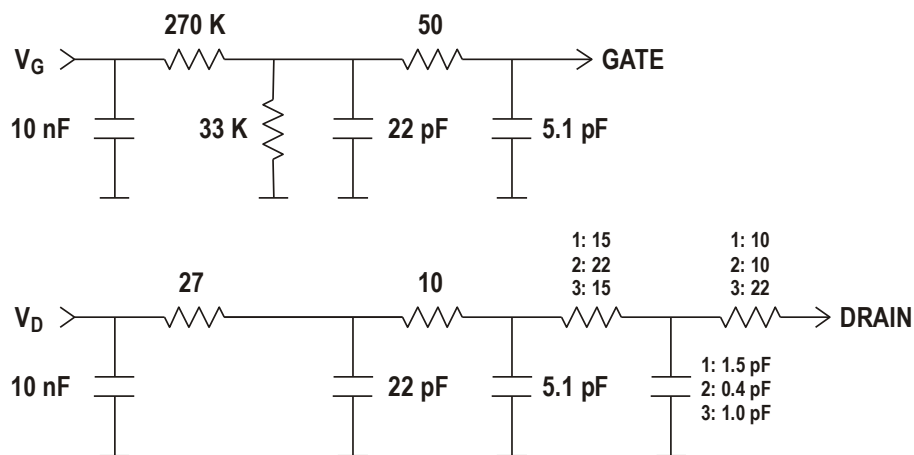 270 K
50
V_G
GATE
10 nF
33 K
22 pF
5.1 pF
1: 15
2: 22
3: 15
1: 10
2: 10
3: 22
27
10
V_D
DRAIN
10 nF
22 pF
5.1 pF
1: 1.5 pF
2: 0.4 pF
3: 1.0 pF